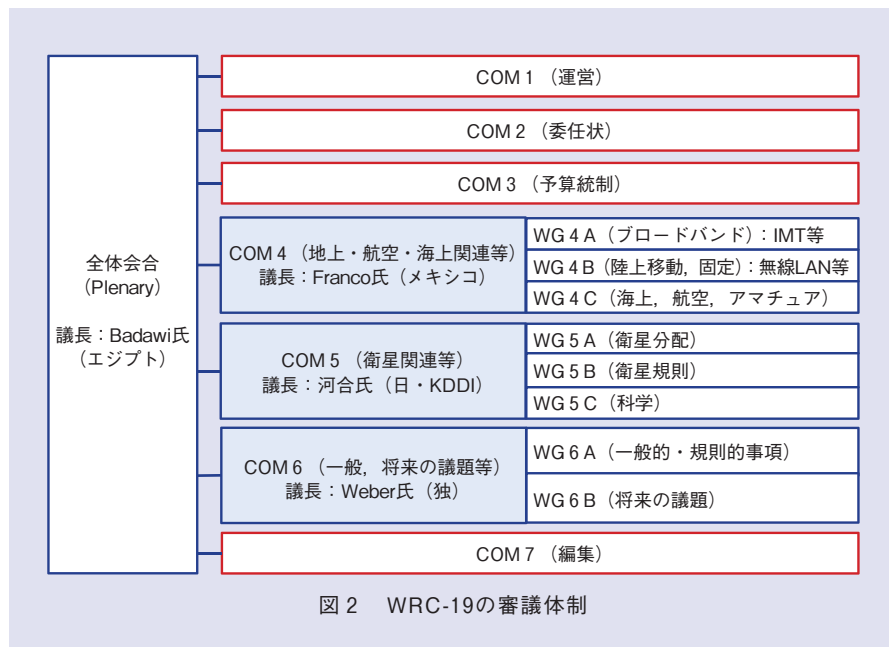 全体会合
(Plenary)
議長：Badawi氏
（エジプト）
COM 1 （運営）
COM 2 （委任状）
COM 3 （予算統制）
COM 4 （地上・航空・海上関連等）
議長：Franco氏（メキシコ）
WG 4 A（ブロードバンド）：IMT等
WG 4 B（陸上移動，固定）：無線LAN等
WG 4 C（海上，航空，アマチュア）
COM 5 （衛星関連等）
議長：河合氏（日・KDDI）
WG 5 A（衛星分配）
WG 5 B（衛星規則）
WG 5 C（科学）
COM 6 （一般，将来の議題等）
議長：Weber氏（独）
WG 6 A（一般的・規則的事項）
WG 6 B（将来の議題）
COM 7 （編集）
図 2　WRC-19の審議体制